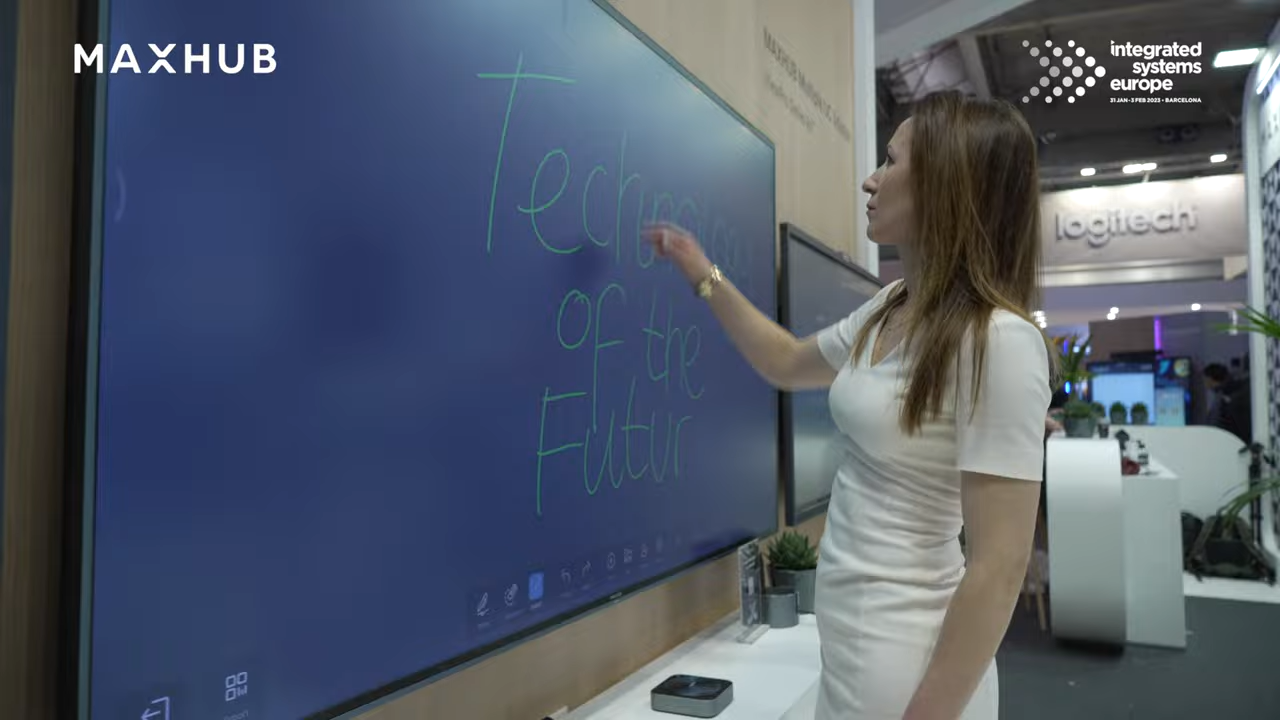 MAXHUB
integrated
systems
europe
31 JAN-3 FEB 2023 • BARCELONA
logitech
Technology
of the
Futur